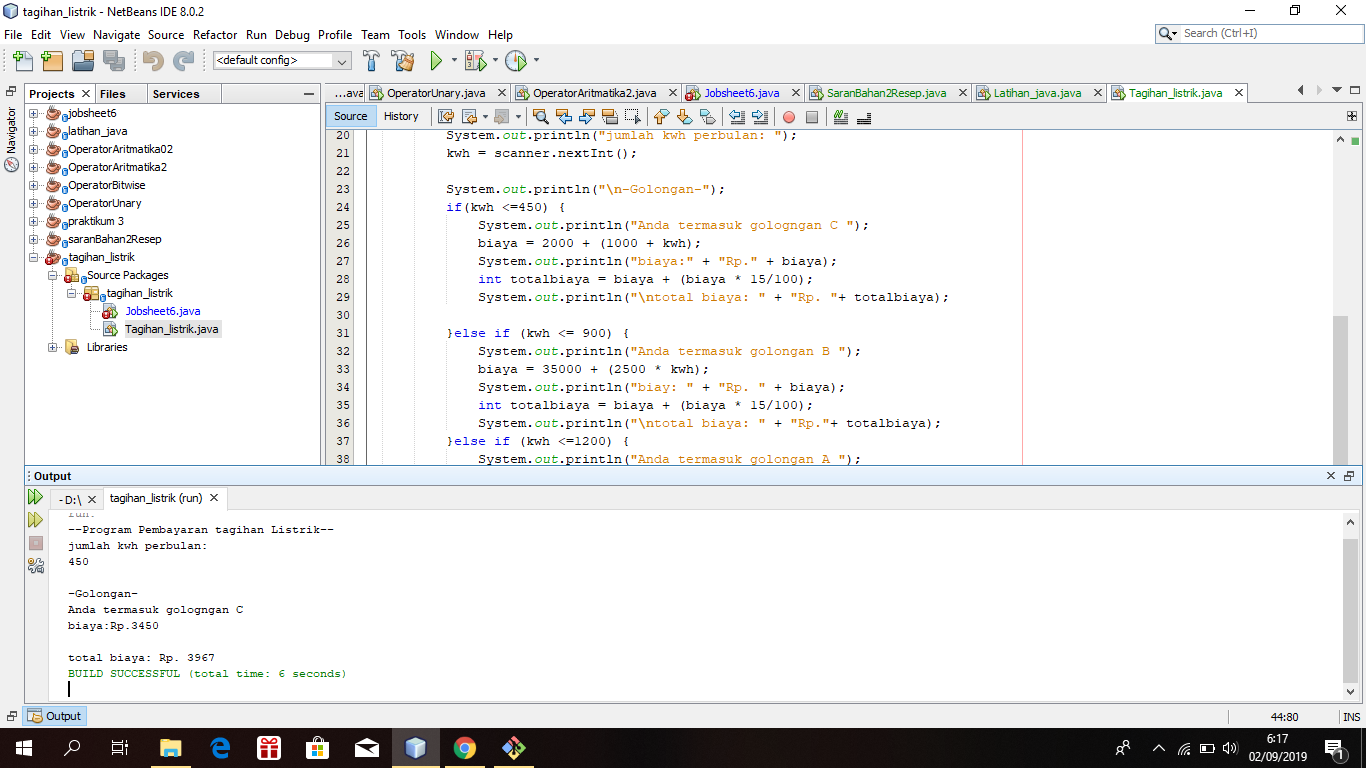 tagihan_listrik - NetBeans IDE 8.0.2
File Edit View Navigate Source Refactor Run Debug Profile Team Tools Window Help
Search (Ctrl+I)
<default config>
Projects Files Services
...ava OperatorUnary.java OperatorAritmatika2.java Jobsheet6.java SaranBahan2Resep.java Latihan_java.java Tagihan_listrik.java
Navigator
jobsheet6
latihan_java
OperatorAritmatika02
OperatorAritmatika2
OperatorBitwise
OperatorUnary
praktikum 3
saranBahan2Resep
tagihan_listrik
Source Packages
tagihan_listrik
Jobsheet6.java
Tagihan_listrik.java
Libraries
Source History
20 System.out.println("jumlah kwh perbulan: ");
21 kwh = scanner.nextInt();
22
23 System.out.println("\n-Golongan-");
24 if(kwh <=450) {
25 System.out.println("Anda termasuk gologngan C ");
26 biaya = 2000 + (1000 + kwh);
27 System.out.println("biaya:" + "Rp." + biaya);
28 int totalbiaya = biaya + (biaya * 15/100);
29 System.out.println("\ntotal biaya: " + "Rp. "+ totalbiaya);
30
31 }else if (kwh <= 900) {
32 System.out.println("Anda termasuk golongan B ");
33 biaya = 35000 + (2500 * kwh);
34 System.out.println("biay: " + "Rp. " + biaya);
35 int totalbiaya = biaya + (biaya * 15/100);
36 System.out.println("\ntotal biaya: " + "Rp."+ totalbiaya);
37 }else if (kwh <=1200) {
38 System.out.println("Anda termasuk golongan A ");
Output
-D:\ tagihan_listrik (run)
run:
--Program Pembayaran tagihan Listrik--
jumlah kwh perbulan:
450
-Golongan-
Anda termasuk gologngan C
biaya:Rp.3450
total biaya: Rp. 3967
BUILD SUCCESSFUL (total time: 6 seconds)
Output
44:80 INS
6:17
02/09/2019
1